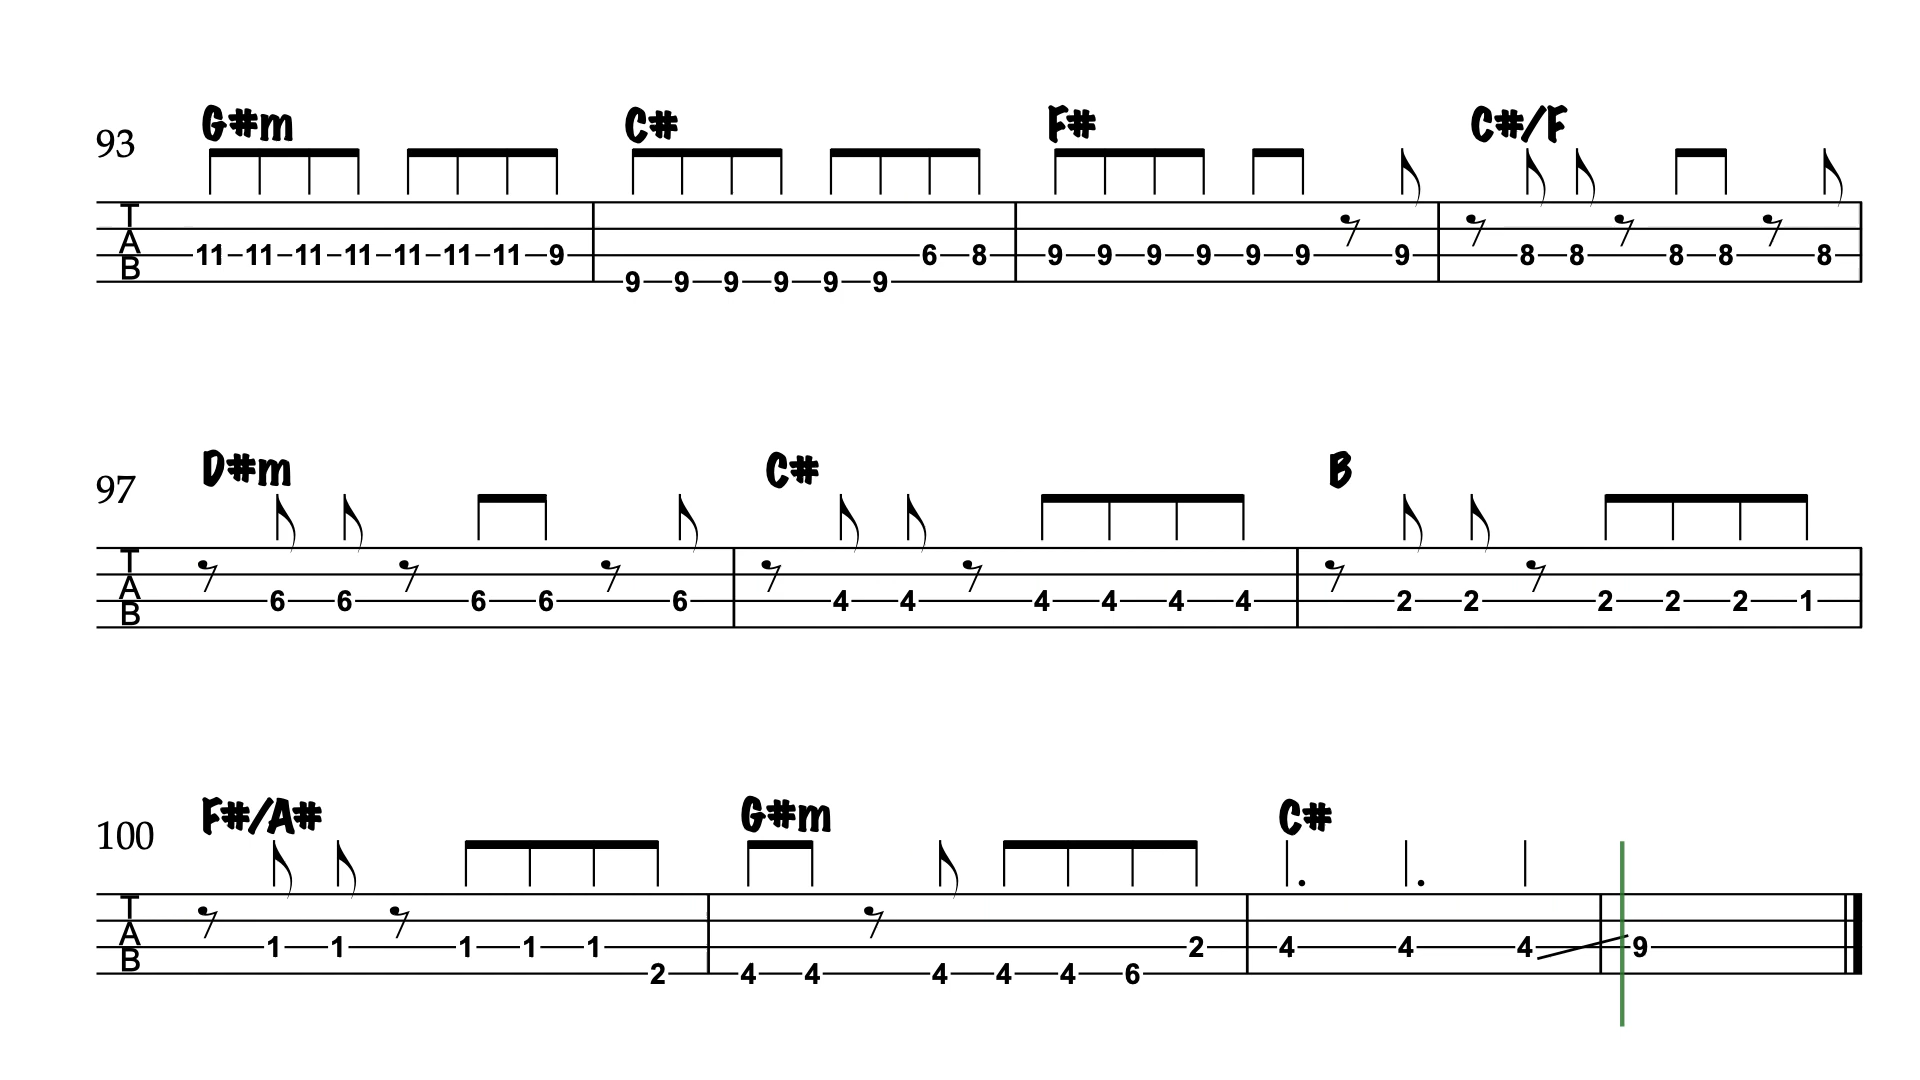 G#m C# F# C#/F
93
T
A 11 11 11 11 11 11 11 9 6 8 9 9 9 9 9 9 9 8 8 8 8 8
B 9 9 9 9 9 9
D#m C# B
97
T
A 6 6 6 6 6 4 4 4 4 4 4 2 2 2 2 2 1
B
F#/A# G#m C#
100
T
A 1 1 1 1 1 2 4 4 4 9
B 2 4 4 4 4 4 6